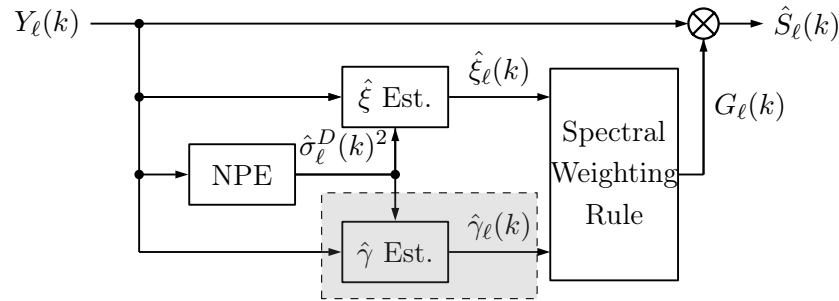 Y_ℓ(k)
Ŝ_ℓ(k)
ξ̂ Est.
ξ̂_ℓ(k)
G_ℓ(k)
Spectral
Weighting
Rule
NPE
σ̂_ℓ^D(k)^2
γ̂ Est.
γ̂_ℓ(k)